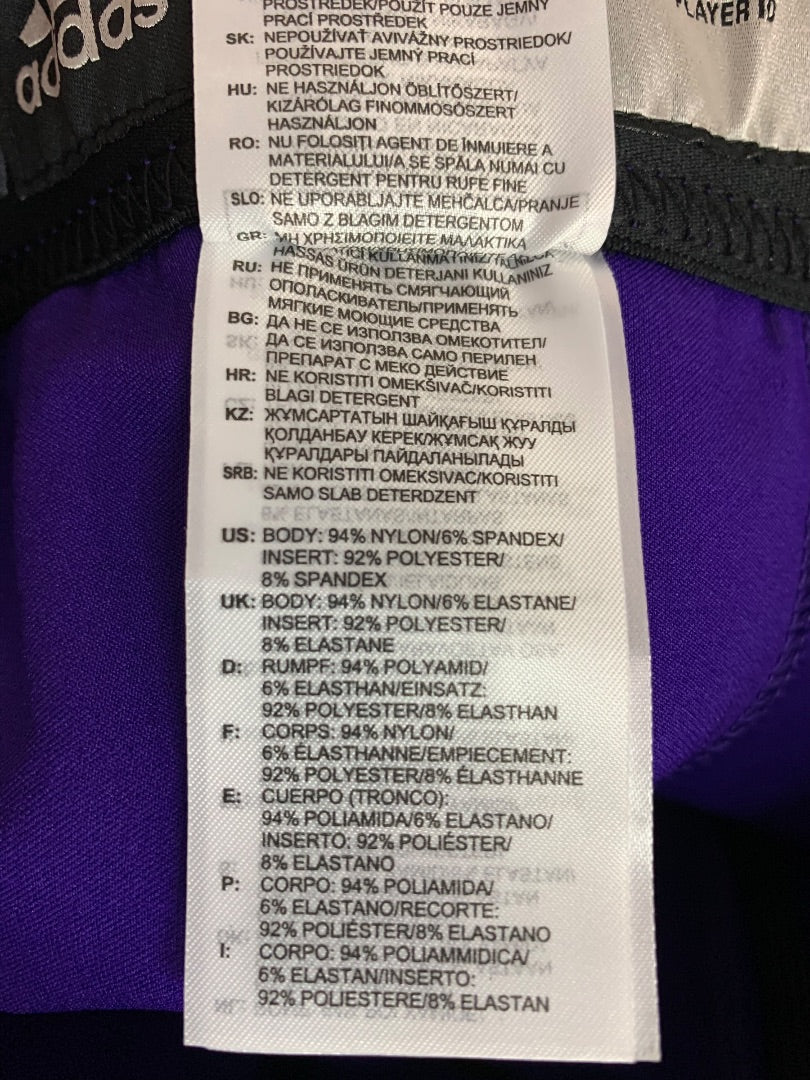 adidas
PLAYER ID
PROSTŘEDEK/POUŽÍT POUZE JEMNÝ
PRACÍ PROSTŘEDEK
SK: NEPOUŽÍVAŤ AVIVÁŽNY PROSTRIEDOK/
POUŽÍVAJTE JEMNÝ PRACÍ
PROSTRIEDOK
HU: NE HASZNÁLJON ÖBLÍTŐSZERT/
KIZÁRÓLAG FINOMMOSÓSZERT
HASZNÁLJON
RO: NU FOLOSIȚI AGENT DE ÎNMUIERE A
MATERIALULUI/A SE SPĂLA NUMAI CU
DETERGENT PENTRU RUFE FINE
SLO: NE UPORABLJAJTE MEHČALCA/PRANJE
SAMO Z BLAGIM DETERGENTOM
GR: ΜΗ ΧΡΗΣΙΜΟΠΟΙΕΙΤΕ ΜΑΛΑΚΤΙΚΑ
HASSAS ÜRÜN DETERJANI KULLANINIZ
RU: НЕ ПРИМЕНЯТЬ СМЯГЧАЮЩИЙ
ОПОЛАСКИВАТЕЛЬ/ПРИМЕНЯТЬ
МЯГКИЕ МОЮЩИЕ СРЕДСТВА
BG: ДА НЕ СЕ ИЗПОЛЗВА ОМЕКОТИТЕЛ/
ДА СЕ ИЗПОЛЗВА САМО ПЕРИЛЕН
ПРЕПАРАТ С МЕКО ДЕЙСТВИЕ
HR: NE KORISTITI OMEKŠIVAČ/KORISTITI
BLAGI DETERGENT
KZ: ЖҰМСАРТАТЫН ШАЙҚАҒЫШ ҚҰРАЛДЫ
ҚОЛДАНБАУ КЕРЕК/ЖҰМСАҚ ЖУУ
ҚҰРАЛДАРЫ ПАЙДАЛАНЫЛАДЫ
SRB: NE KORISTITI OMEKSIVAC/KORISTITI
SAMO SLAB DETERDZENT
US: BODY: 94% NYLON/6% SPANDEX/
INSERT: 92% POLYESTER/
8% SPANDEX
UK: BODY: 94% NYLON/6% ELASTANE/
INSERT: 92% POLYESTER/
8% ELASTANE
D: RUMPF: 94% POLYAMID/
6% ELASTHAN/EINSATZ:
92% POLYESTER/8% ELASTHAN
F: CORPS: 94% NYLON/
6% ÉLASTHANNE/EMPIECEMENT:
92% POLYESTER/8% ÉLASTHANNE
E: CUERPO (TRONCO):
94% POLIAMIDA/6% ELASTANO/
INSERTO: 92% POLIÉSTER/
8% ELASTANO
P: CORPO: 94% POLIAMIDA/
6% ELASTANO/RECORTE:
92% POLIÉSTER/8% ELASTANO
I: CORPO: 94% POLIAMMIDICA/
6% ELASTAN/INSERTO:
92% POLIESTERE/8% ELASTAN